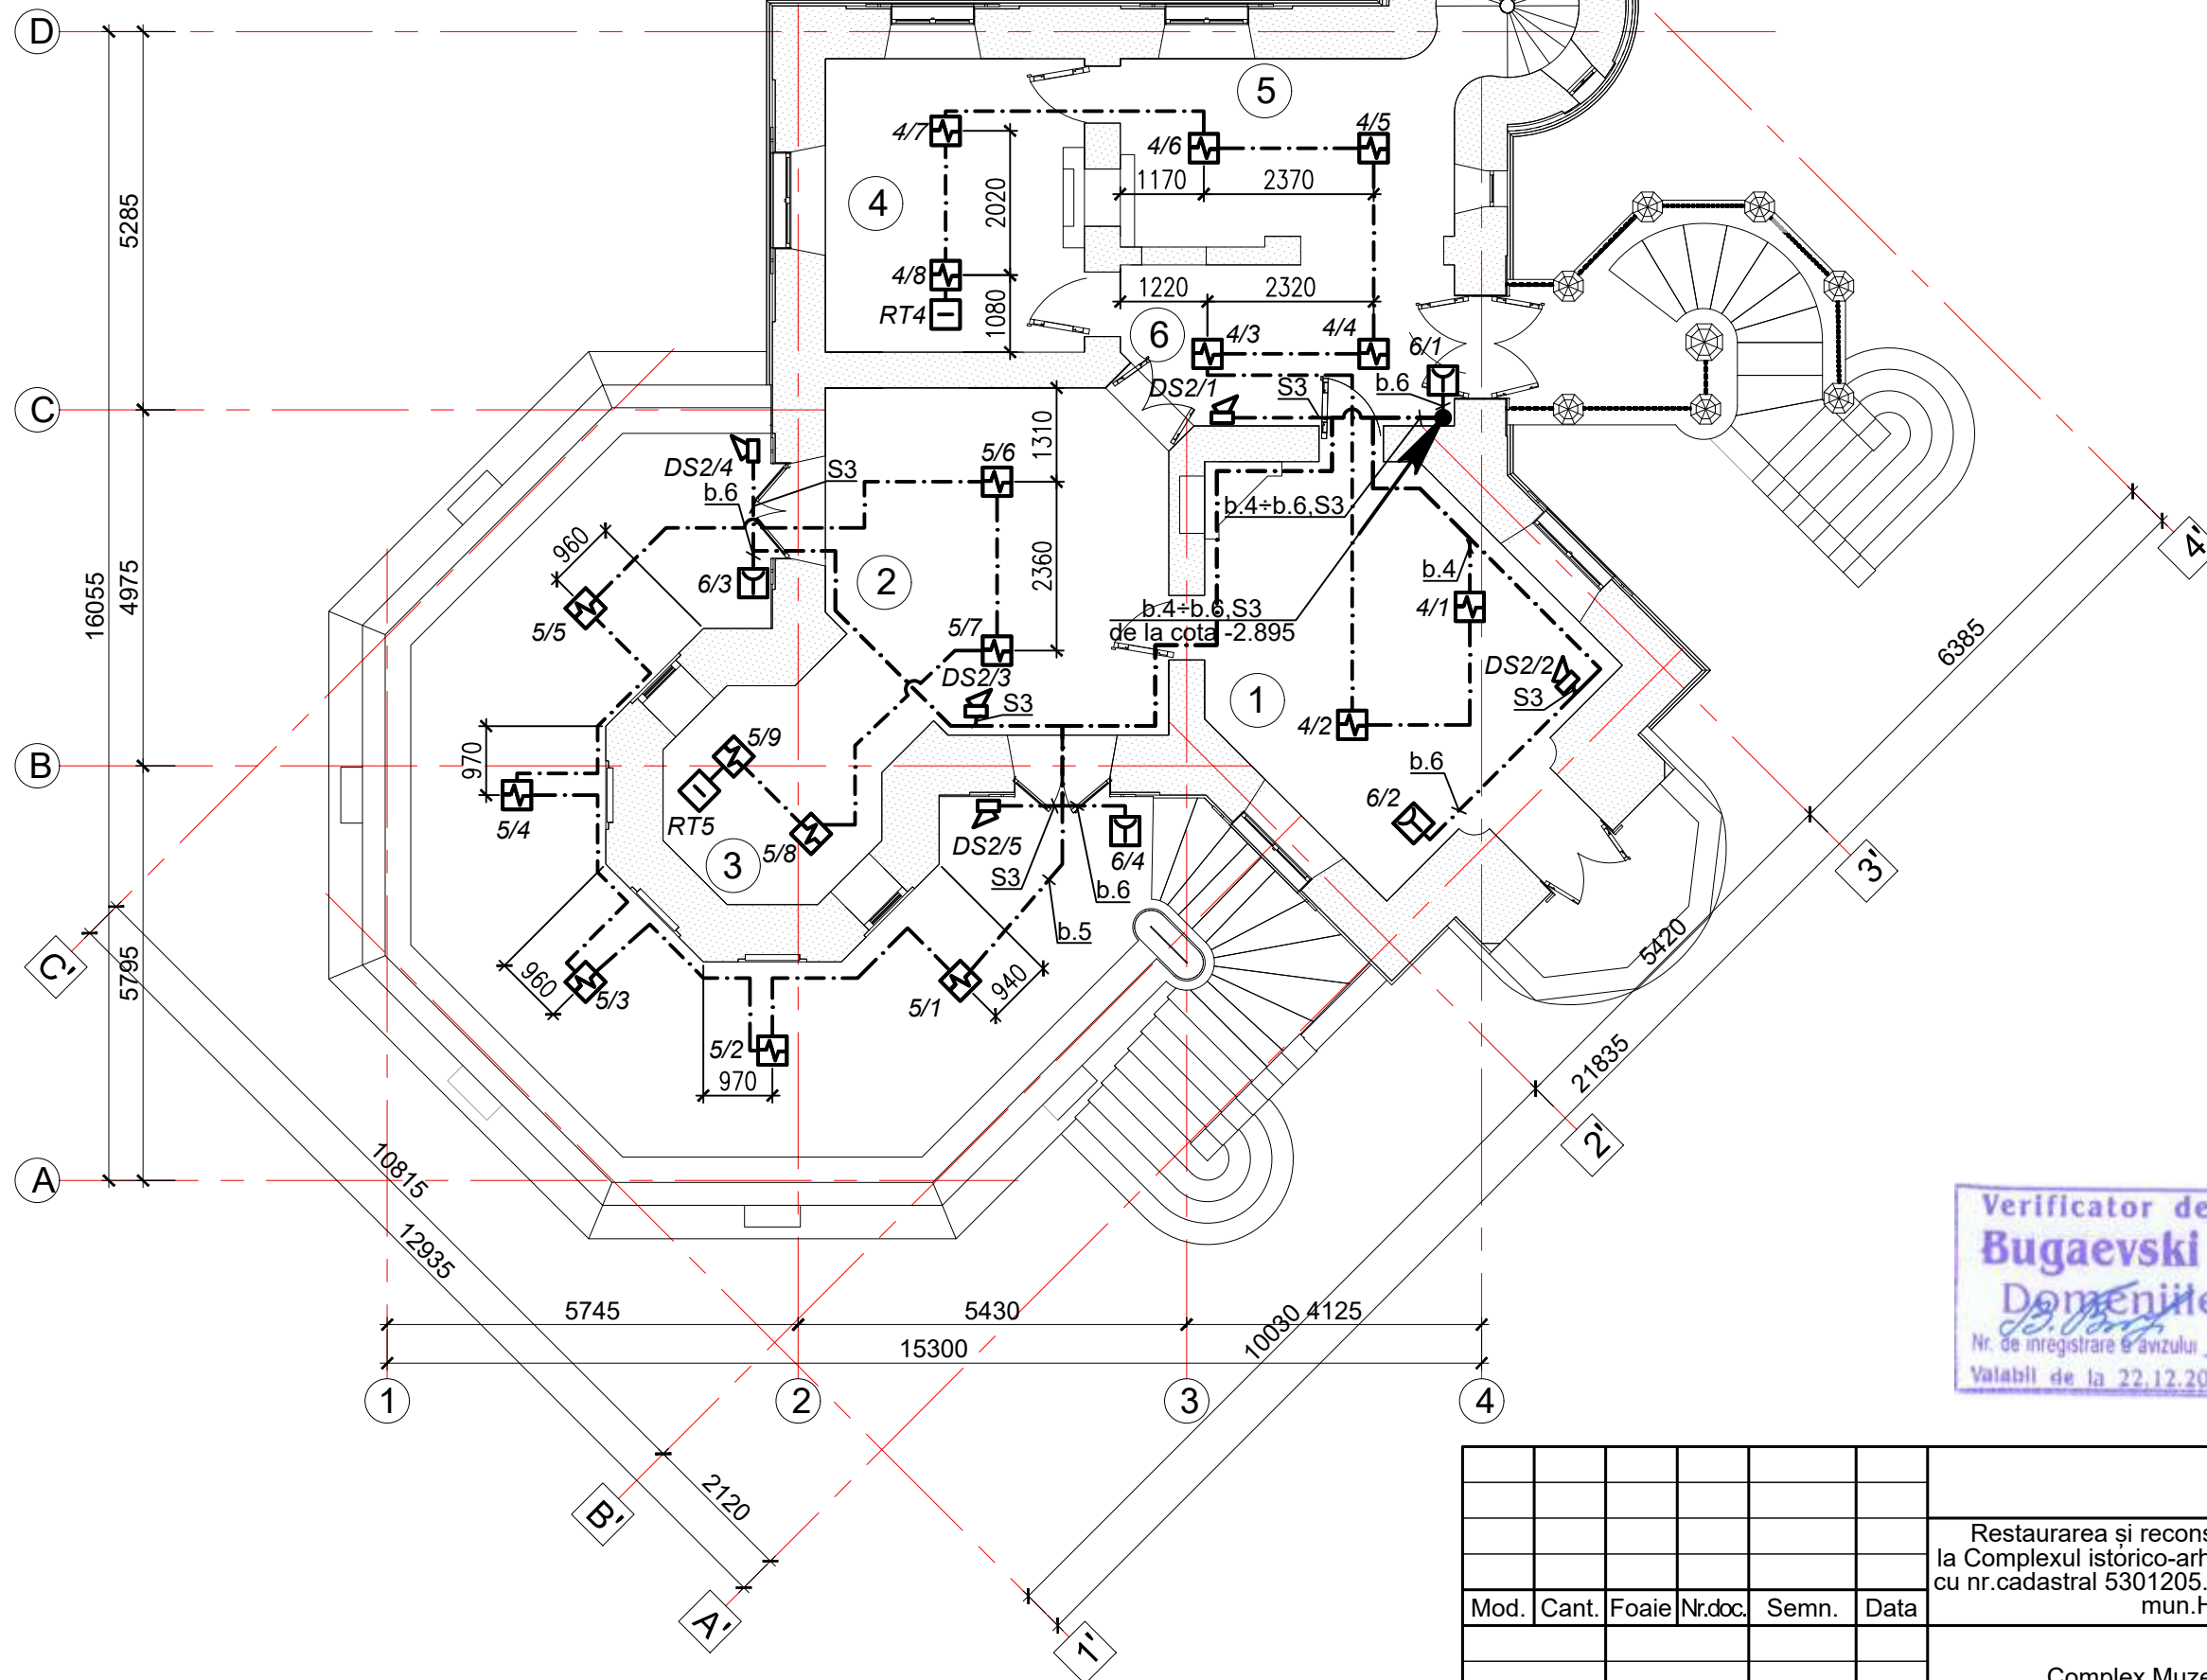 D
5
4/7
4/6
4/5
1170
2370
4
2020
5285
4/8
RT4
1080
1220
2320
6
4/3
4/4
6/1
DS2/1
S3
b.6
C
1310
DS2/4
S3
b.6
5/6
b.4÷b.6,S3
4'
960
2
2360
6/3
b.4
4/1
16055
4975
5/5
b.4÷b.6,S3
de la cota -2.895
5/7
DS2/3
S3
DS2/2
S3
6385
1
4/2
970
5/9
B
b.6
RT5
5/4
5/8
3
DS2/5
6/4
6/2
S3
b.6
3'
b.5
C'
5795
960
5/3
5/1
940
5420
5/2
970
21835
2'
10815
A
12935
Verificator de
Bugaevski
Domeniile
Nr. de inregistrare a avizului
Valabil de la 22.12.20
5745
5430
4125
10030
15300
1
2
3
4
2120
B'
A'
1'
Restaurarea și recons
la Complexul istorico-arh
cu nr.cadastral 5301205.
mun.H
Mod.
Cant.
Foaie
Nr.doc.
Semn.
Data
Complex Muze